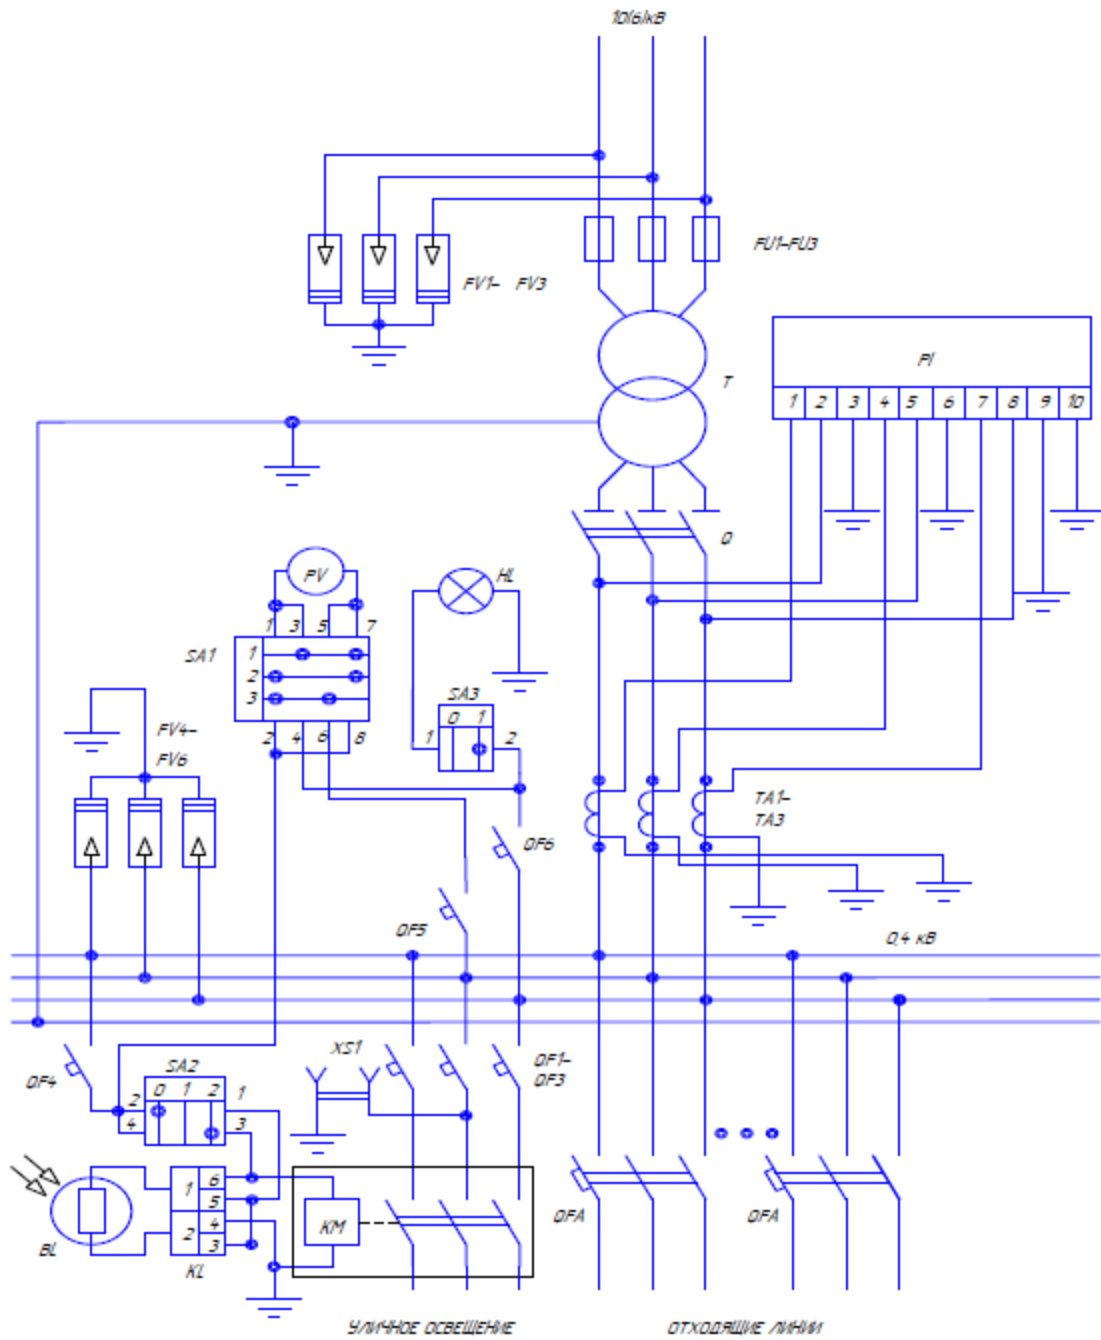 10(6)кВ
FU1-FU3
FV1- FV3
PI
T
1 2 3 4 5 6 7 8 9 10
Q
PV
HL
1 3 5 7
SA1
1
2
3
SA3
0 1
1 2
2 4 6 8
FV4-
FV6
TA1-
TA3
QF6
QF5
0,4 кВ
XS1
QF1-
QF3
SA2
QF4
0 1 2
2 1
4 3
1 6
5
2 4
3
KM
BL
KL
QFA
QFA
УЛИЧНОЕ ОСВЕЩЕНИЕ
ОТХОДЯЩИЕ ЛИНИИ